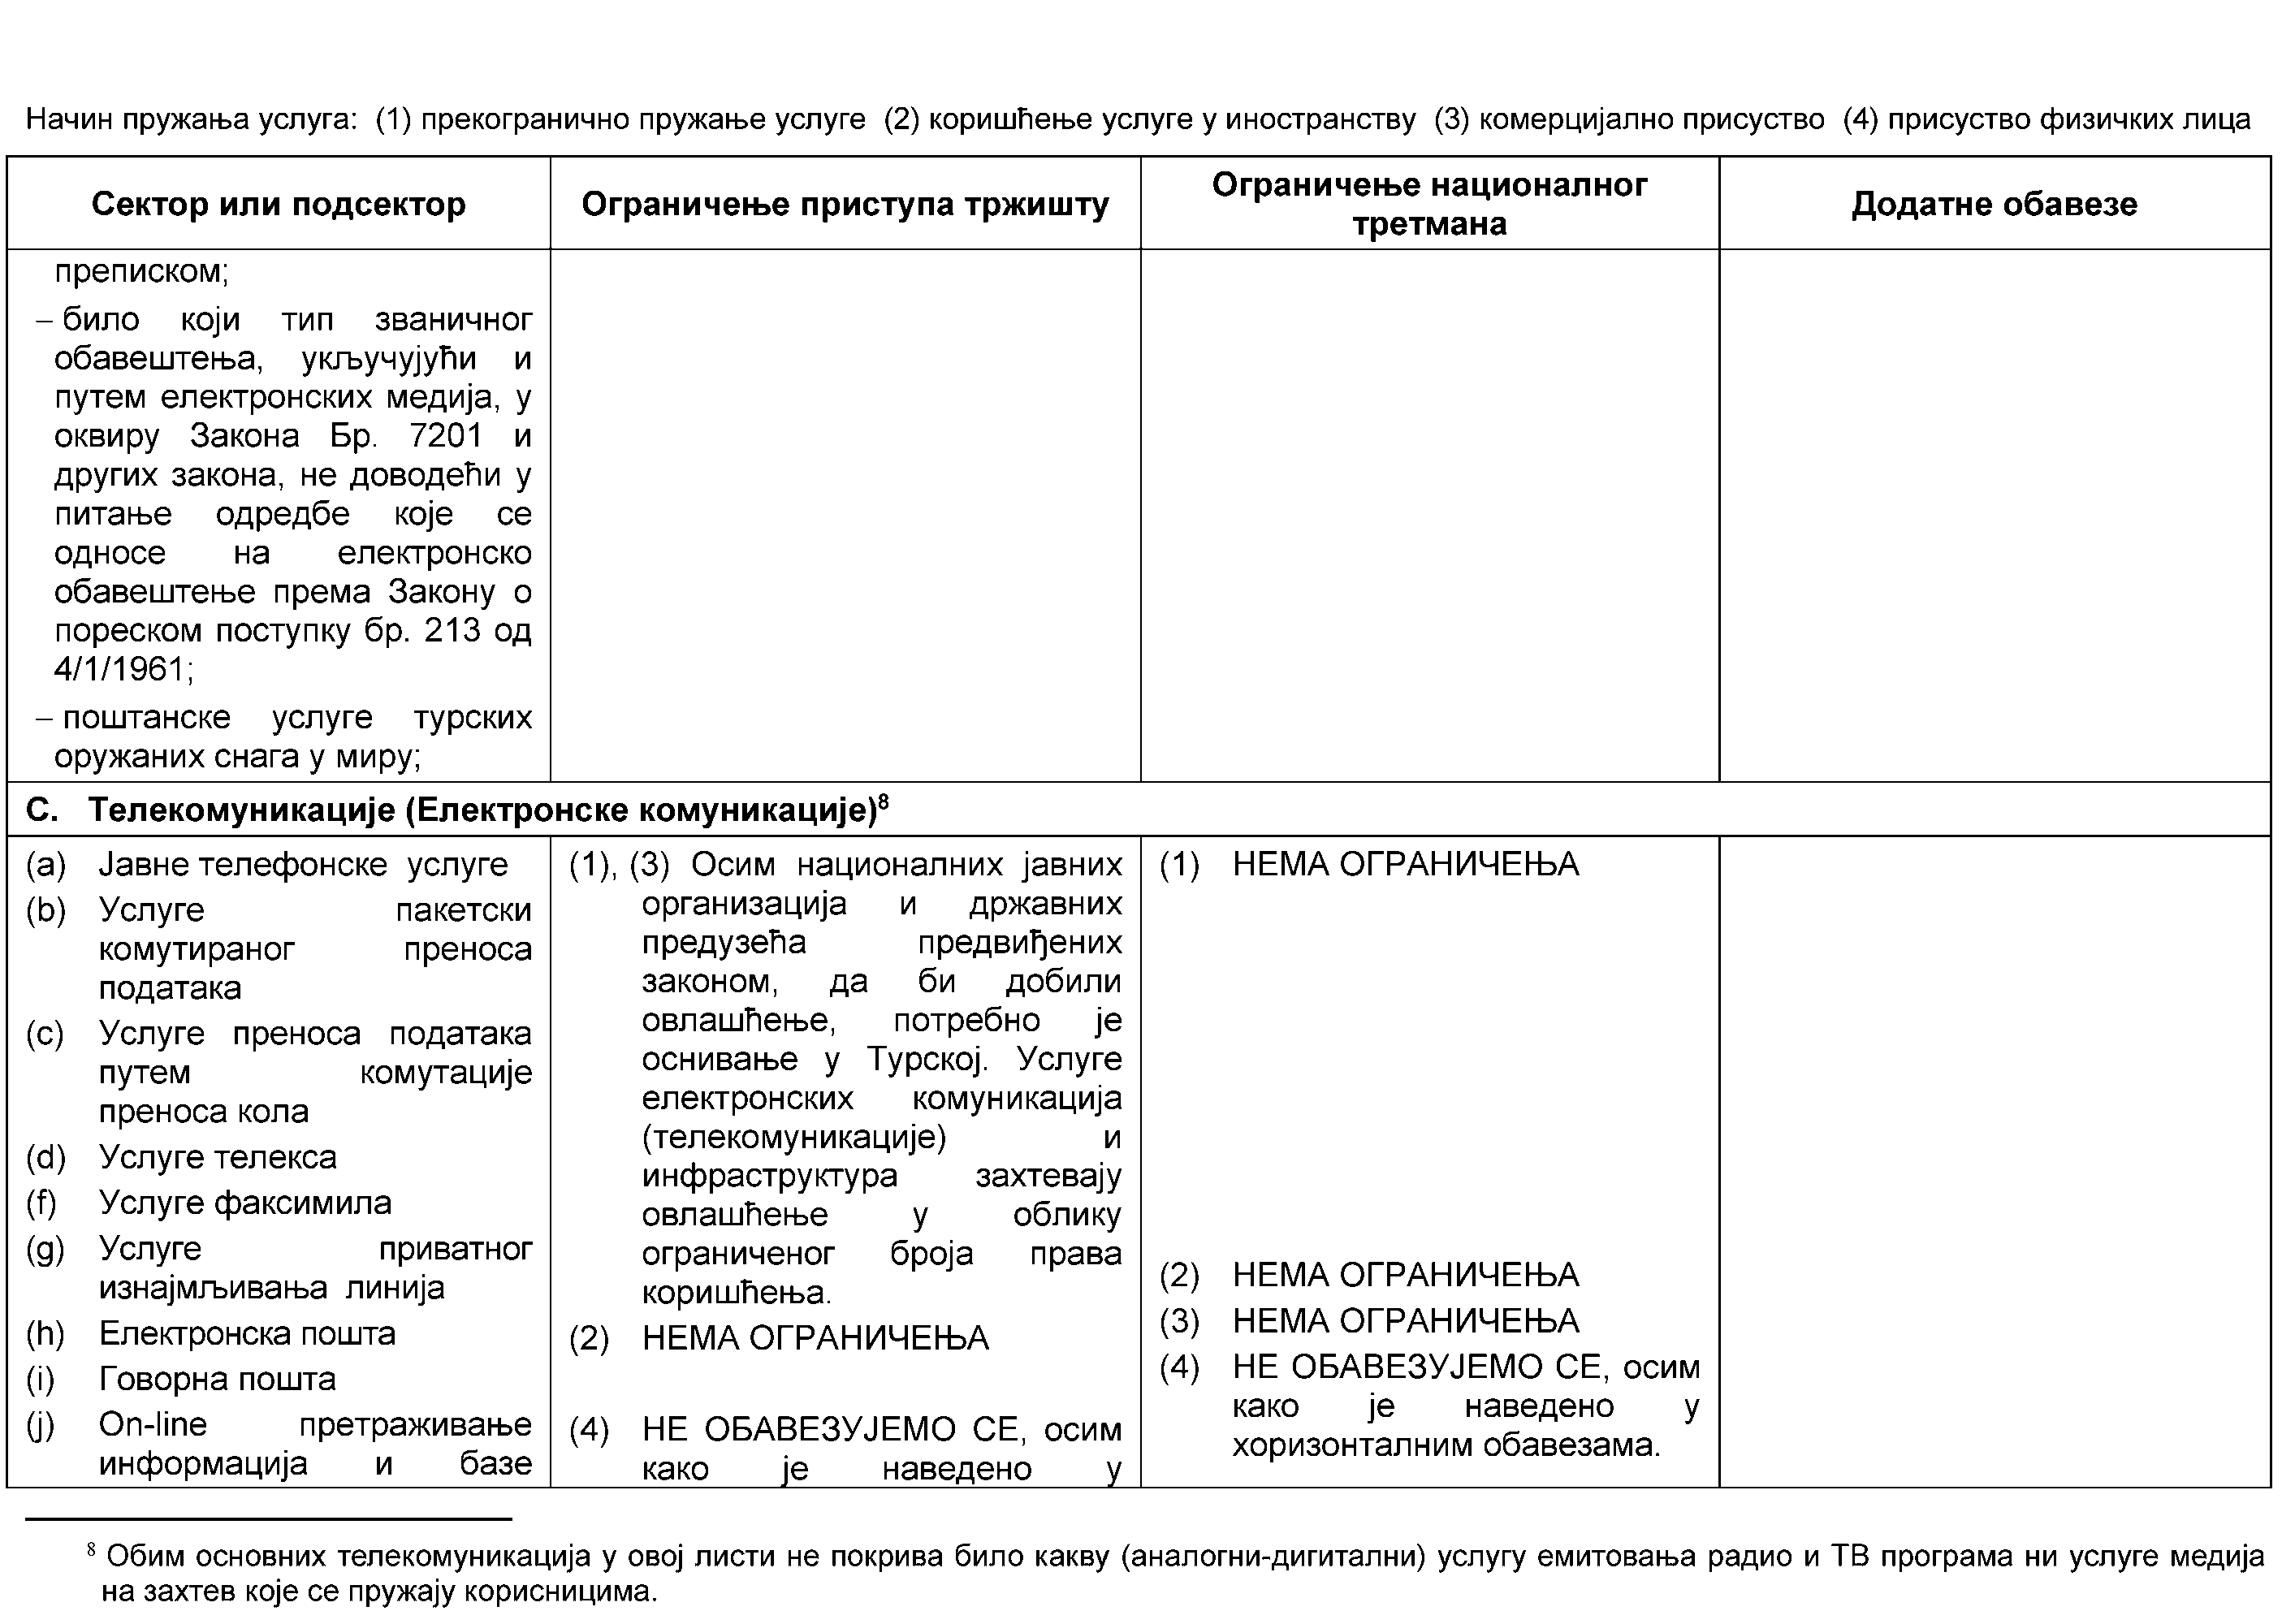 Начин пружања услуга: (1) прекогранично пружање услуге (2) коришћење услуге у иностранству (3) комерцијално присуство (4) присуство физичких лица
Сектор или подсектор
Ограничење приступа тржишту
Ограничење националног
третмана
Додатне обавезе
преписком;
– било који тип званичног
обавештења, укључујући и
путем електронских медија, у
оквиру Закона Бр. 7201 и
других закона, не доводећи у
питање одредбе које се
односе на електронско
обавештење према Закону о
пореском поступку бр. 213 од
4/1/1961;
– поштанске услуге турских
оружаних снага у миру;
C. Телекомуникације (Електронске комуникације)8
(a) Јавне телефонске услуге
(b) Услуге пакетски
комутираног преноса
података
(c) Услуге преноса података
путем комутације
преноса кола
(d) Услуге телекса
(f) Услуге факсимила
(g) Услуге приватног
изнајмљивања линија
(h) Електронска пошта
(i) Говорна пошта
(j) On-line претраживање
информација и базе
(1), (3) Осим националних јавних
организација и државних
предузећа предвиђених
законом, да би добили
овлашћење, потребно је
оснивање у Турској. Услуге
електронских комуникација
(телекомуникације) и
инфраструктура захтевају
овлашћење у облику
ограниченог броја права
коришћења.
(2) НЕМА ОГРАНИЧЕЊА
(4) НЕ ОБАВЕЗУЈЕМО СЕ, осим
како је наведено у
(1) НЕМА ОГРАНИЧЕЊА
(2) НЕМА ОГРАНИЧЕЊА
(3) НЕМА ОГРАНИЧЕЊА
(4) НЕ ОБАВЕЗУЈЕМО СЕ, осим
како је наведено у
хоризонталним обавезама.
8 Обим основних телекомуникација у овој листи не покрива било какву (аналогни-дигитални) услугу емитовања радио и ТВ програма ни услуге медија
на захтев које се пружају корисницима.